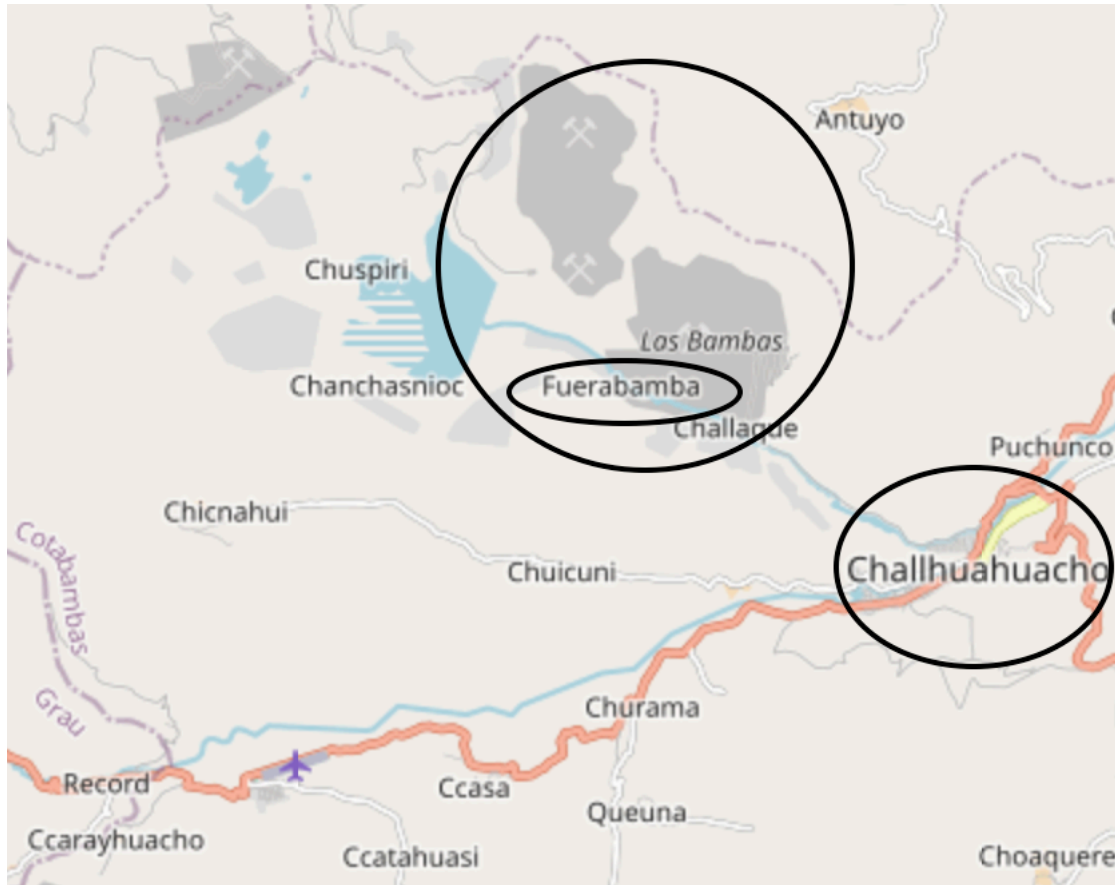 Antuyo
Chuspiri
Las Bambas
Chanchasnioc
Fuerabamba
Challaque
Puchunco
Chicnahui
Cotabambas
Chuicuni
Challhuahuacho
Grau
Churama
Record
Ccasa
Queuna
Ccarayhuacho
Ccatahuasi
Choaquere